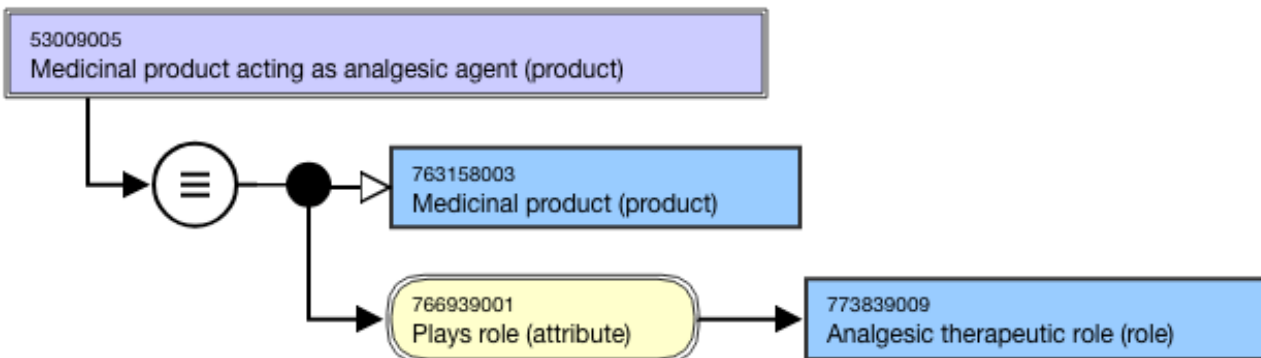 53009005
Medicinal product acting as analgesic agent (product)
763158003
Medicinal product (product)
766939001
Plays role (attribute)
773839009
Analgesic therapeutic role (role)